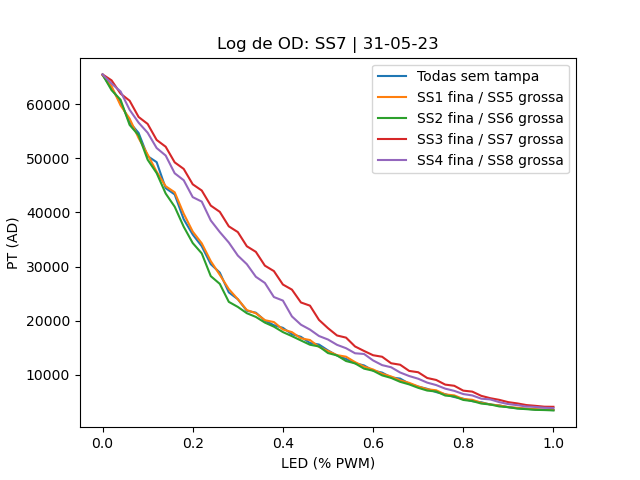 Log de OD: SS7 | 31-05-23
Todas sem tampa
SS1 fina / SS5 grossa
SS2 fina / SS6 grossa
SS3 fina / SS7 grossa
SS4 fina / SS8 grossa
PT (AD)
60000
50000
40000
30000
20000
10000
0.0 0.2 0.4 0.6 0.8 1.0
LED (% PWM)